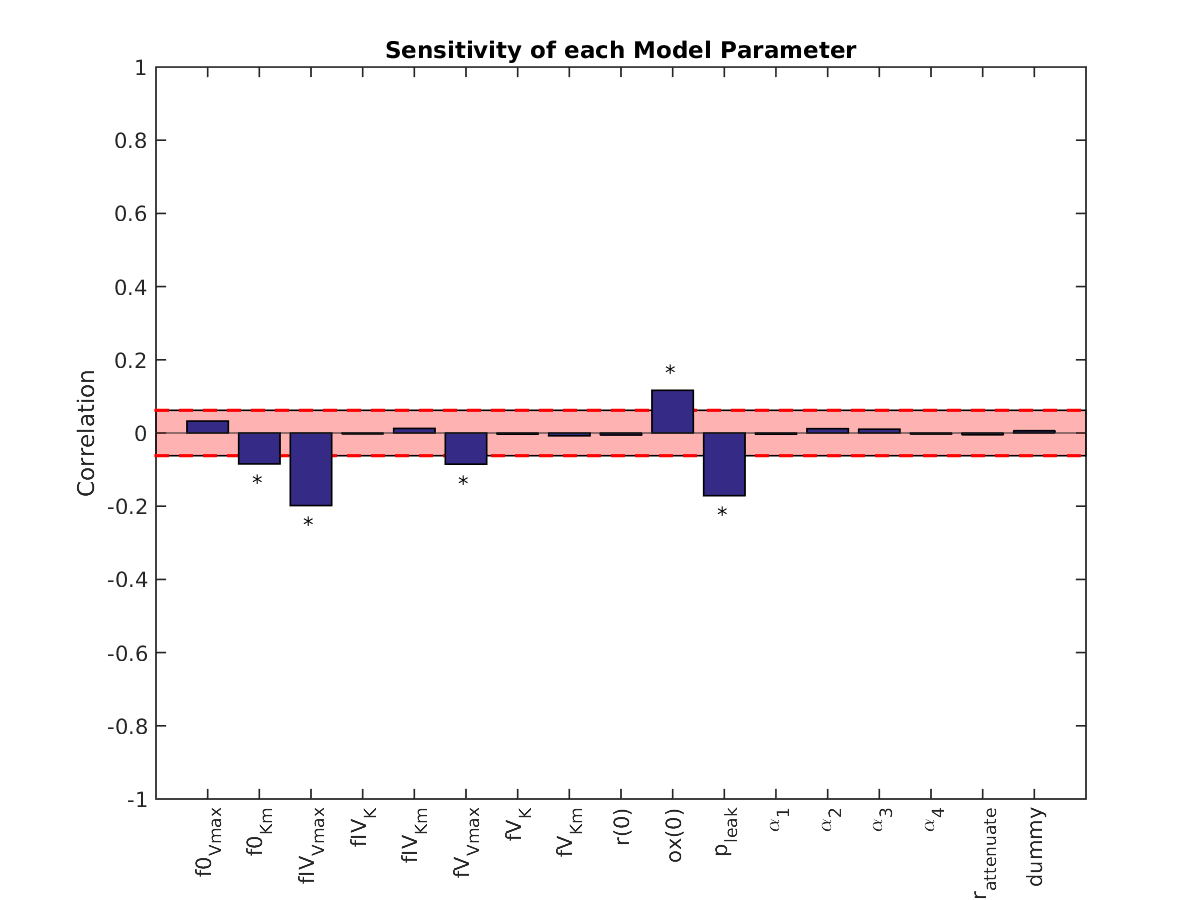 Sensitivity of each Model Parameter
1
0.8
0.6
0.4
0.2
0
-0.2
-0.4
-0.6
-0.8
-1
Correlation
*
*
*
*
*
f0Vmax
f0Km
fIVVmax
fIVK
fIVKm
fVVmax
fVK
fVKm
r(0)
ox(0)
pleak
α1
α2
α3
α4
rattenuate
dummy